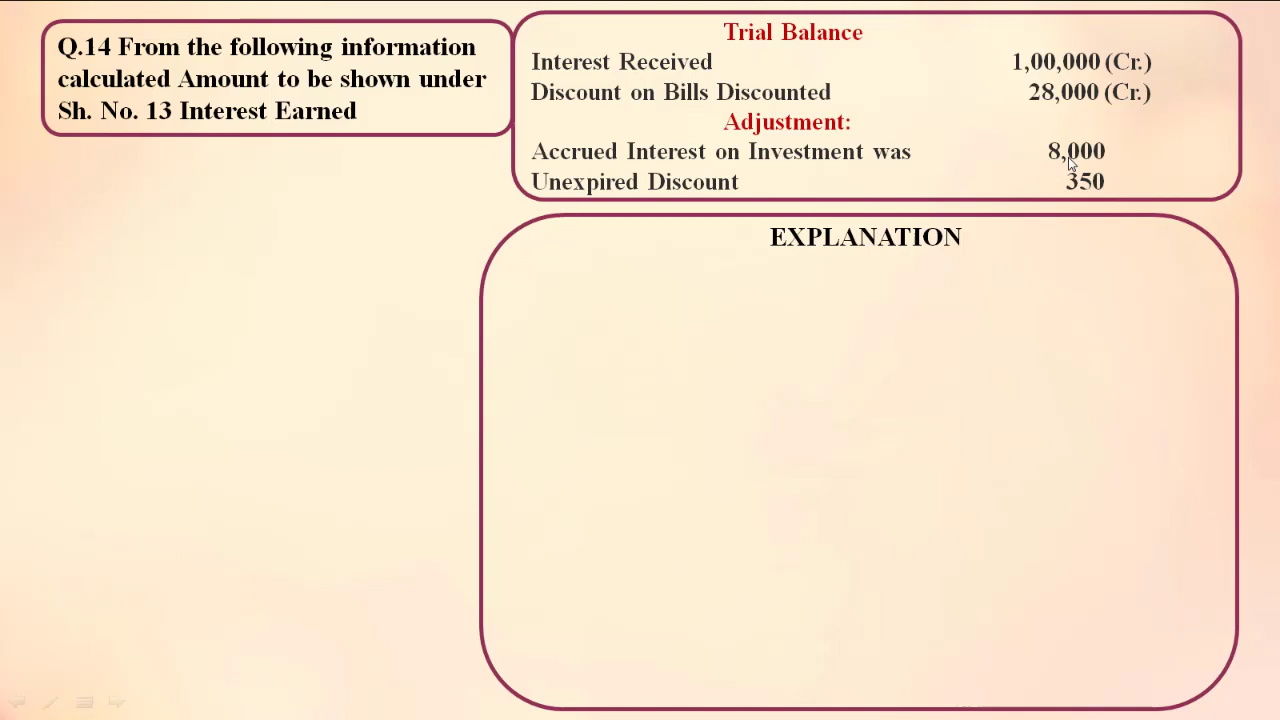 Q.14 From the following information
calculated Amount to be shown under
Sh. No. 13 Interest Earned
Trial Balance
Interest Received 1,00,000 (Cr.)
Discount on Bills Discounted 28,000 (Cr.)
Adjustment:
Accrued Interest on Investment was 8,000
Unexpired Discount 350
EXPLANATION